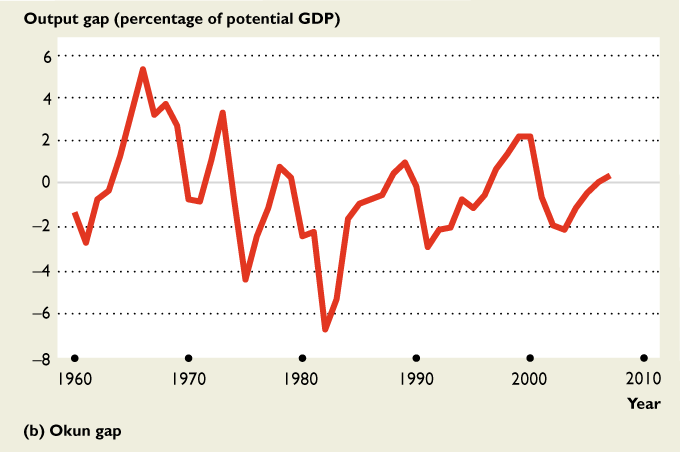 Output gap (percentage of potential GDP)
6
4
2
0
–2
–4
–6
–8
1960 1970 1980 1990 2000 2010
Year
(b) Okun gap